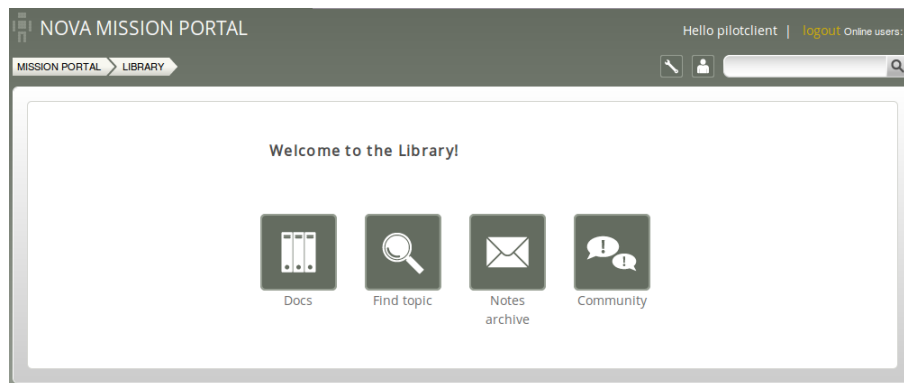 NOVA MISSION PORTAL
Hello pilotclient | logout Online users:
MISSION PORTAL LIBRARY
Welcome to the Library!
Docs Find topic Notes archive Community